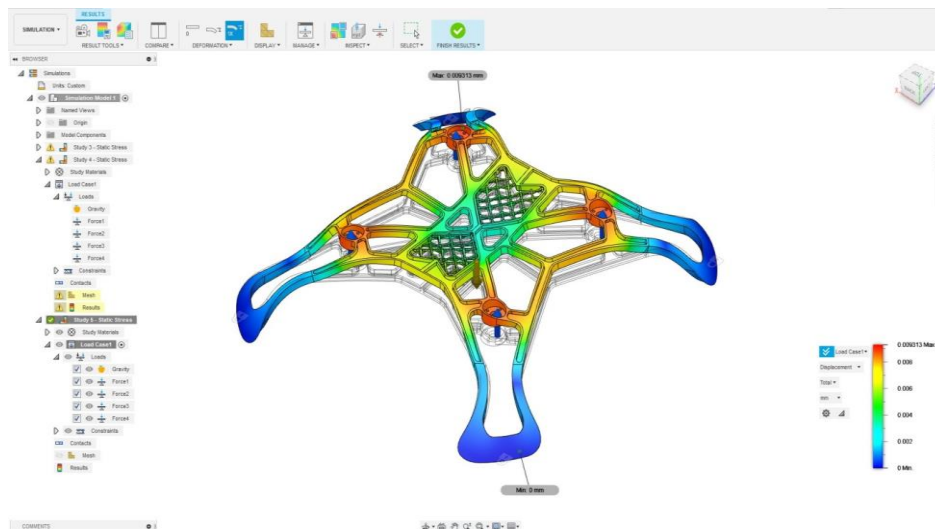 RESULTS
SIMULATION
RESULT TOOLS
COMPARE
DEFORMATION
DISPLAY
MANAGE
INSPECT
SELECT
FINISH RESULTS
BROWSER
Simulations
Units: Custom
Simulation Model 1
Named Views
Origin
Model Components
Study 3 - Static Stress
Study 4 - Static Stress
Study Materials
Load Case1
Loads
Gravity
Force1
Force2
Force3
Force4
Constraints
Contacts
Mesh
Results
Study 5 - Static Stress
Study Materials
Load Case1
Loads
Gravity
Force1
Force2
Force3
Force4
Constraints
Contacts
Mesh
Results
COMMENTS
Max: 0.009313 mm
Min: 0 mm
Load Case1
Displacement
Total
mm
0.009313 Max.
0.008
0.006
0.004
0.002
0 Min.